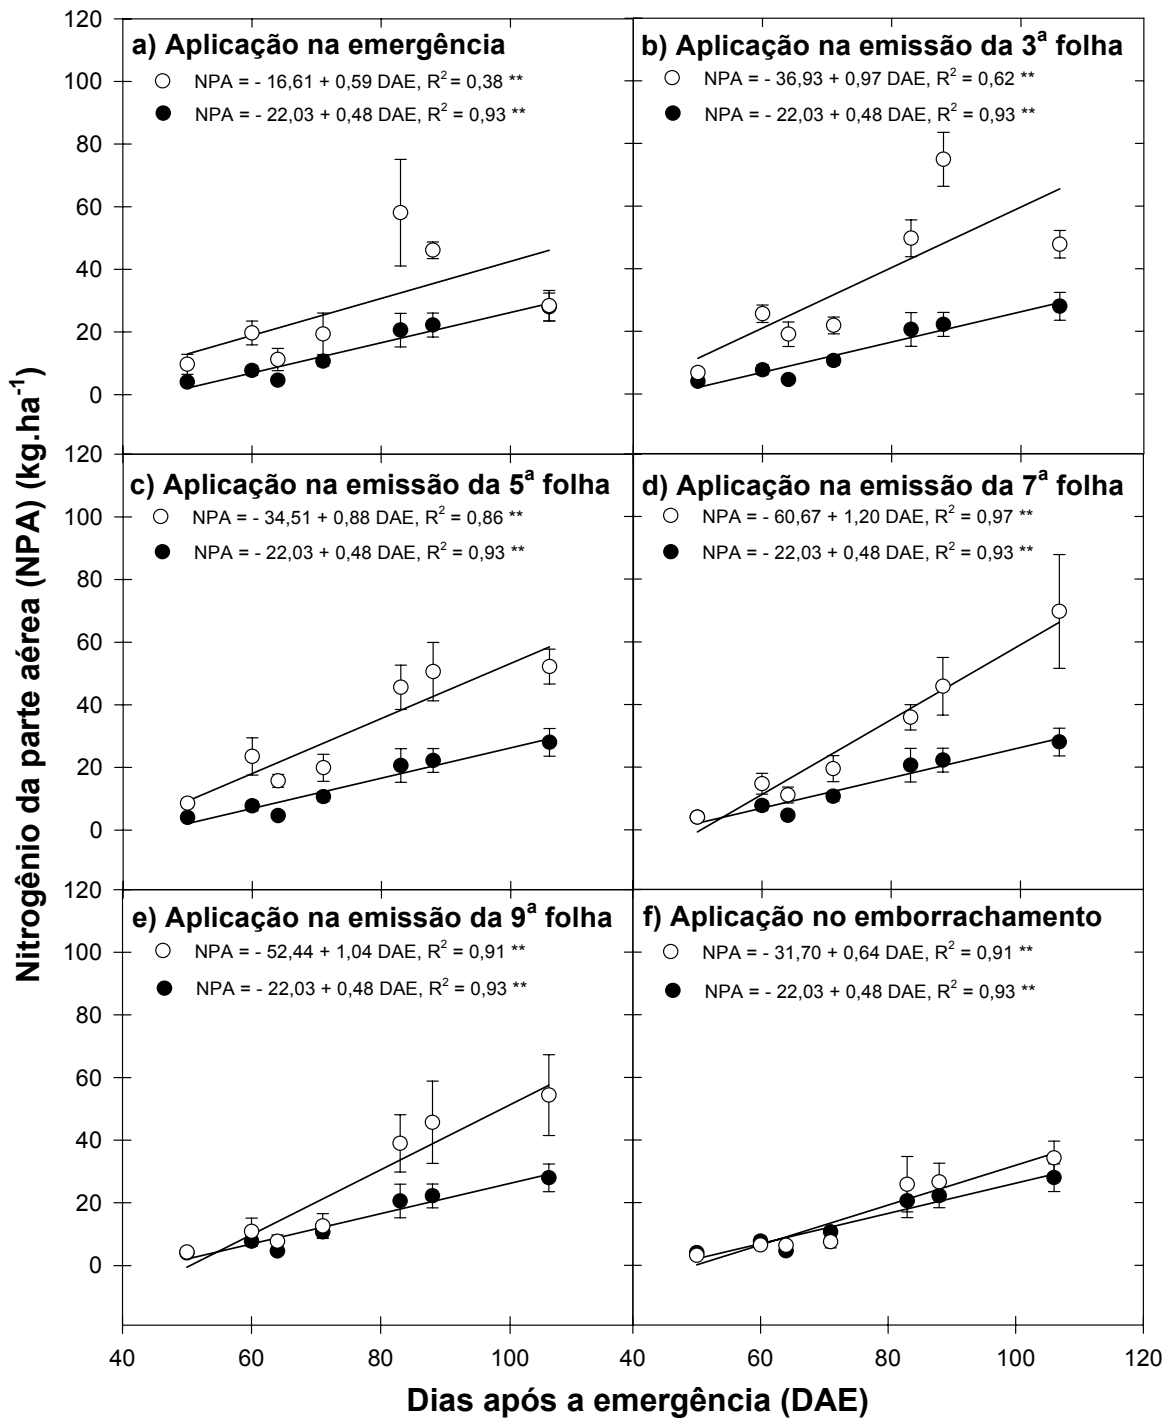 Nitrogênio da parte aérea (NPA) (kg.ha⁻¹)
120
100
80
60
40
20
0
a) Aplicação na emergência
NPA = - 16,61 + 0,59 DAE, R² = 0,38 **
NPA = - 22,03 + 0,48 DAE, R² = 0,93 **
b) Aplicação na emissão da 3ª folha
NPA = - 36,93 + 0,97 DAE, R² = 0,62 **
NPA = - 22,03 + 0,48 DAE, R² = 0,93 **
120
100
80
60
40
20
0
c) Aplicação na emissão da 5ª folha
NPA = - 34,51 + 0,88 DAE, R² = 0,86 **
NPA = - 22,03 + 0,48 DAE, R² = 0,93 **
d) Aplicação na emissão da 7ª folha
NPA = - 60,67 + 1,20 DAE, R² = 0,97 **
NPA = - 22,03 + 0,48 DAE, R² = 0,93 **
120
100
80
60
40
20
0
e) Aplicação na emissão da 9ª folha
NPA = - 52,44 + 1,04 DAE, R² = 0,91 **
NPA = - 22,03 + 0,48 DAE, R² = 0,93 **
f) Aplicação no emborrachamento
NPA = - 31,70 + 0,64 DAE, R² = 0,91 **
NPA = - 22,03 + 0,48 DAE, R² = 0,93 **
40 60 80 100 40 60 80 100 120
Dias após a emergência (DAE)